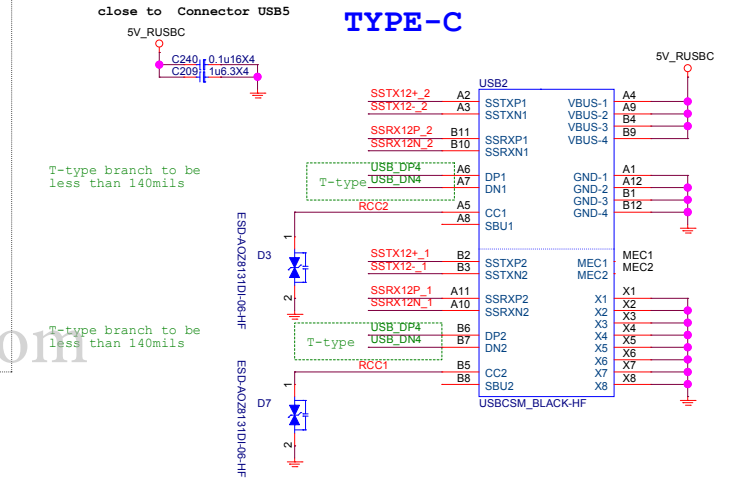 close to Connector USB5
TYPE-C
5V_RUSBC
C240 0.1u16X4
C209 1u6.3X4
5V_RUSBC
USB2
SSTX12+_2 A2 SSTXP1 VBUS-1 A4
SSTX12-_2 A3 SSTXN1 VBUS-2 A9
VBUS-3 B4
SSRX12P_2 B11 SSRXP1 VBUS-4 B9
SSRX12N_2 B10 SSRXN1
T-type branch to be
less than 140mils
T-type
USB_DP4 A6 DP1 GND-1 A1
USB_DN4 A7 DN1 GND-2 A12
GND-3 B1
RCC2 A5 CC1 GND-4 B12
A8 SBU1
ESD-AOZ8131DI-06-HF
D3
1
2
SSTX12+_1 B2 SSTXP2 MEC1 MEC1
SSTX12-_1 B3 SSTXN2 MEC2 MEC2
SSRX12P_1 A11 SSRXP2 X1 X1
SSRX12N_1 A10 SSRXN2 X2 X2
X3 X3
T-type branch to be
less than 140mils
om
T-type
USB_DP4 B6 DP2 X4 X4
USB_DN4 B7 DN2 X5 X5
X6 X6
RCC1 B5 CC2 X7 X7
B8 SBU2 X8 X8
USBCSM_BLACK-HF
ESD-AOZ8131DI-06-HF
D7
1
2